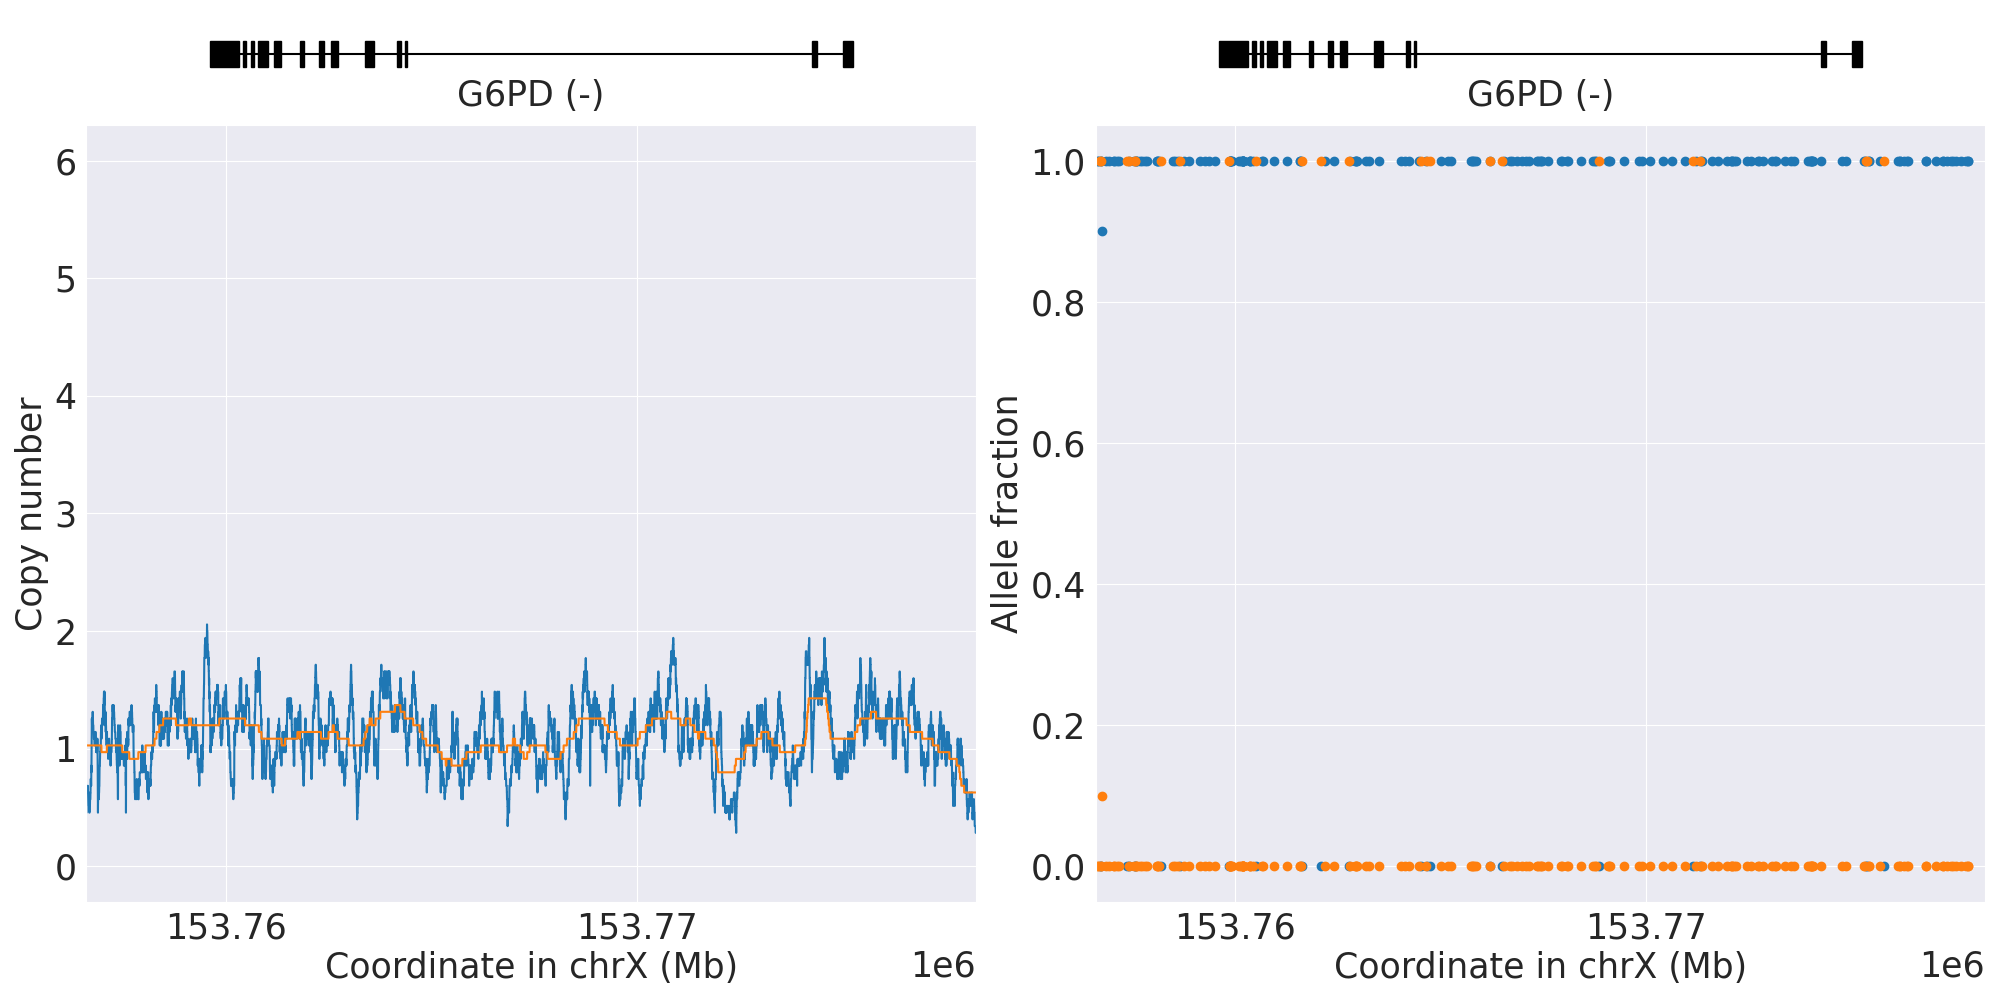 G6PD (-)
6
5
4
3
2
1
0
Copy number
153.76
153.77
Coordinate in chrX (Mb)
1e6
G6PD (-)
1.0
0.8
0.6
0.4
0.2
0.0
Allele fraction
153.76
153.77
Coordinate in chrX (Mb)
1e6